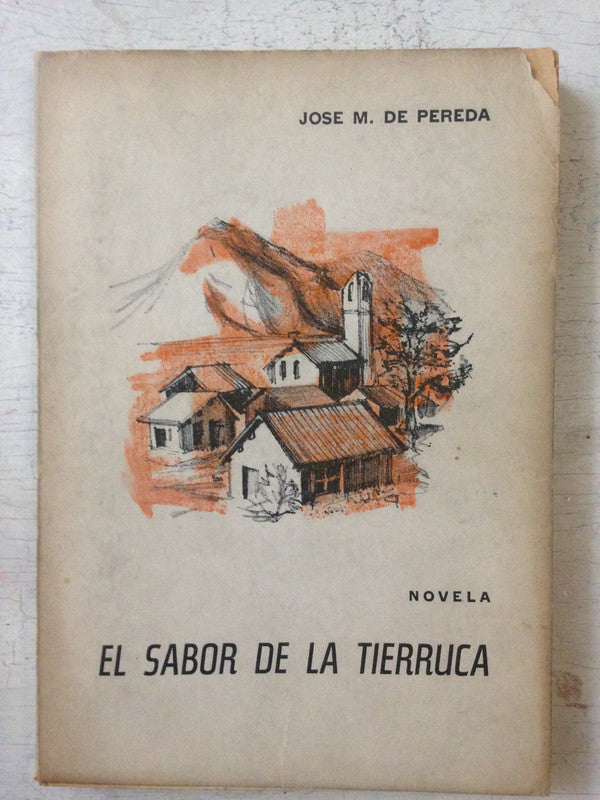 JOSE M. DE PEREDA
NOVELA
EL SABOR DE LA TIERRUCA